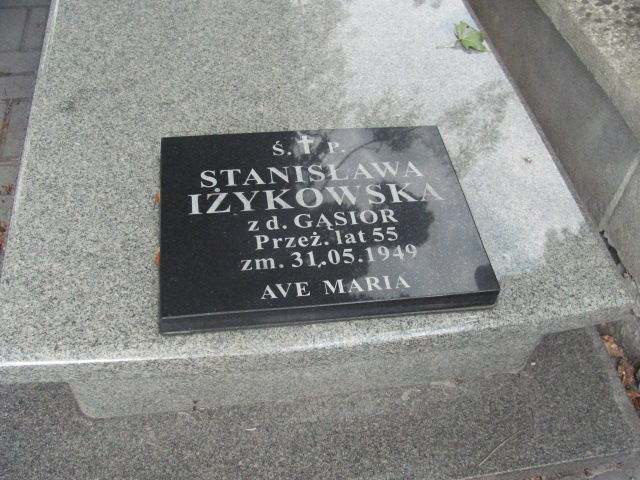 Ś. P.
STANISŁAWA
IŻYKOWSKA
z d. GĄSIOR
Przeż. lat 55
zm. 31.05.1949
AVE MARIA